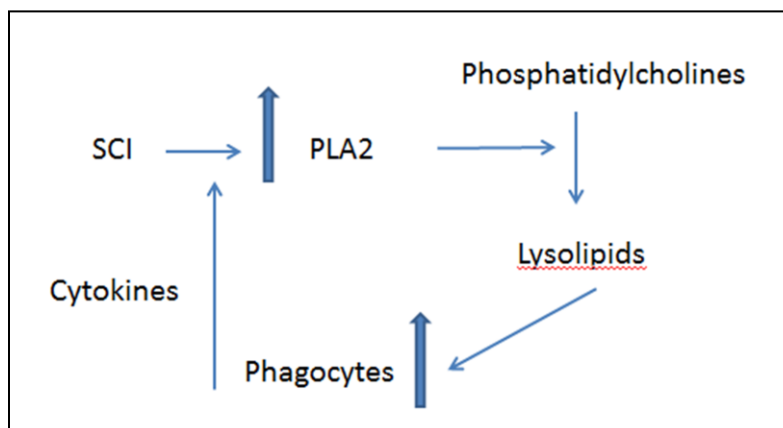 Phosphatidylcholines
SCI
PLA2
Lysolipids
Cytokines
Phagocytes